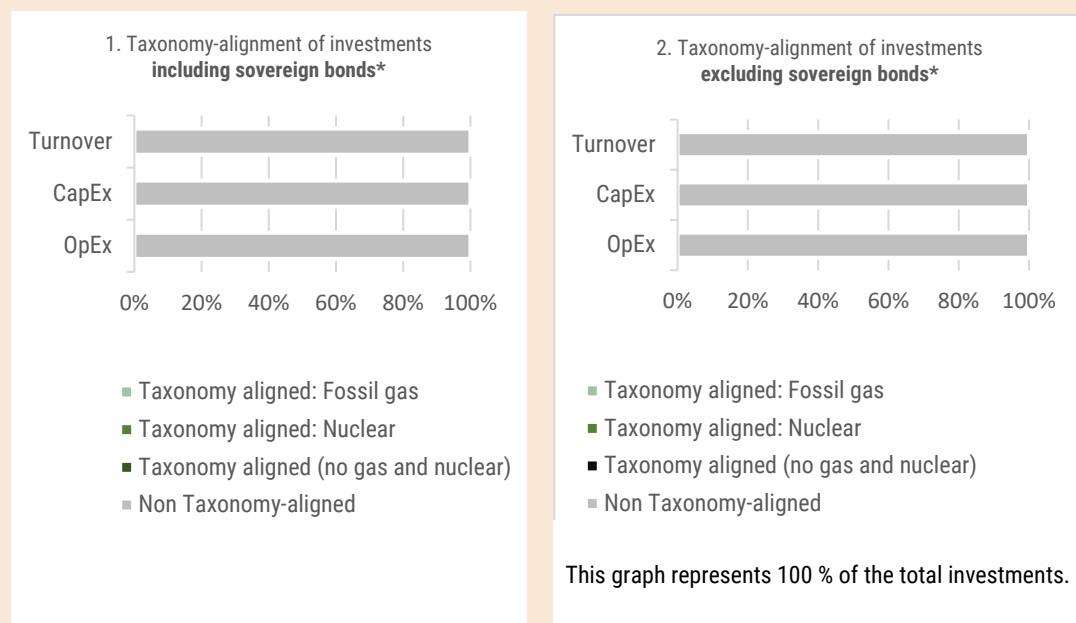 1. Taxonomy-alignment of investments
including sovereign bonds*
Turnover
CapEx
OpEx
0% 20% 40% 60% 80% 100%
Taxonomy aligned: Fossil gas
Taxonomy aligned: Nuclear
Taxonomy aligned (no gas and nuclear)
Non Taxonomy-aligned
2. Taxonomy-alignment of investments
excluding sovereign bonds*
Turnover
CapEx
OpEx
0% 20% 40% 60% 80% 100%
Taxonomy aligned: Fossil gas
Taxonomy aligned: Nuclear
Taxonomy aligned (no gas and nuclear)
Non Taxonomy-aligned
This graph represents 100 % of the total investments.